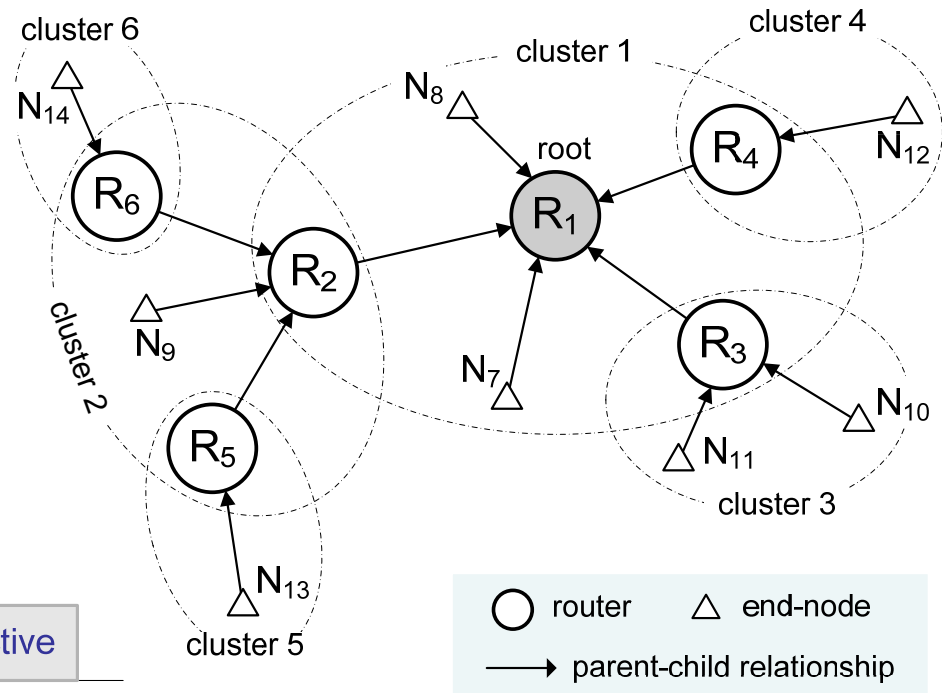 cluster 6
cluster 4
cluster 1
N8
N14
root
N12
R4
R6
R1
R2
N9
R3
cluster 2
N7
N10
R5
N11
cluster 3
N13
cluster 5
tive
router
end-node
parent-child relationship